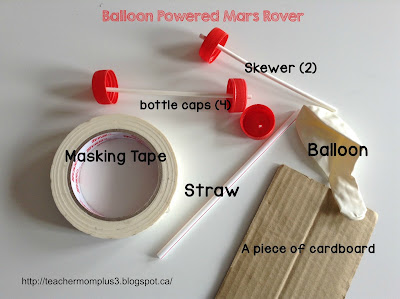 Balloon Powered Mars Rover
Skewer (2)
bottle caps (4)
Masking Tape
Balloon
Straw
A piece of cardboard
http://teachermomplus3.blogspot.ca/